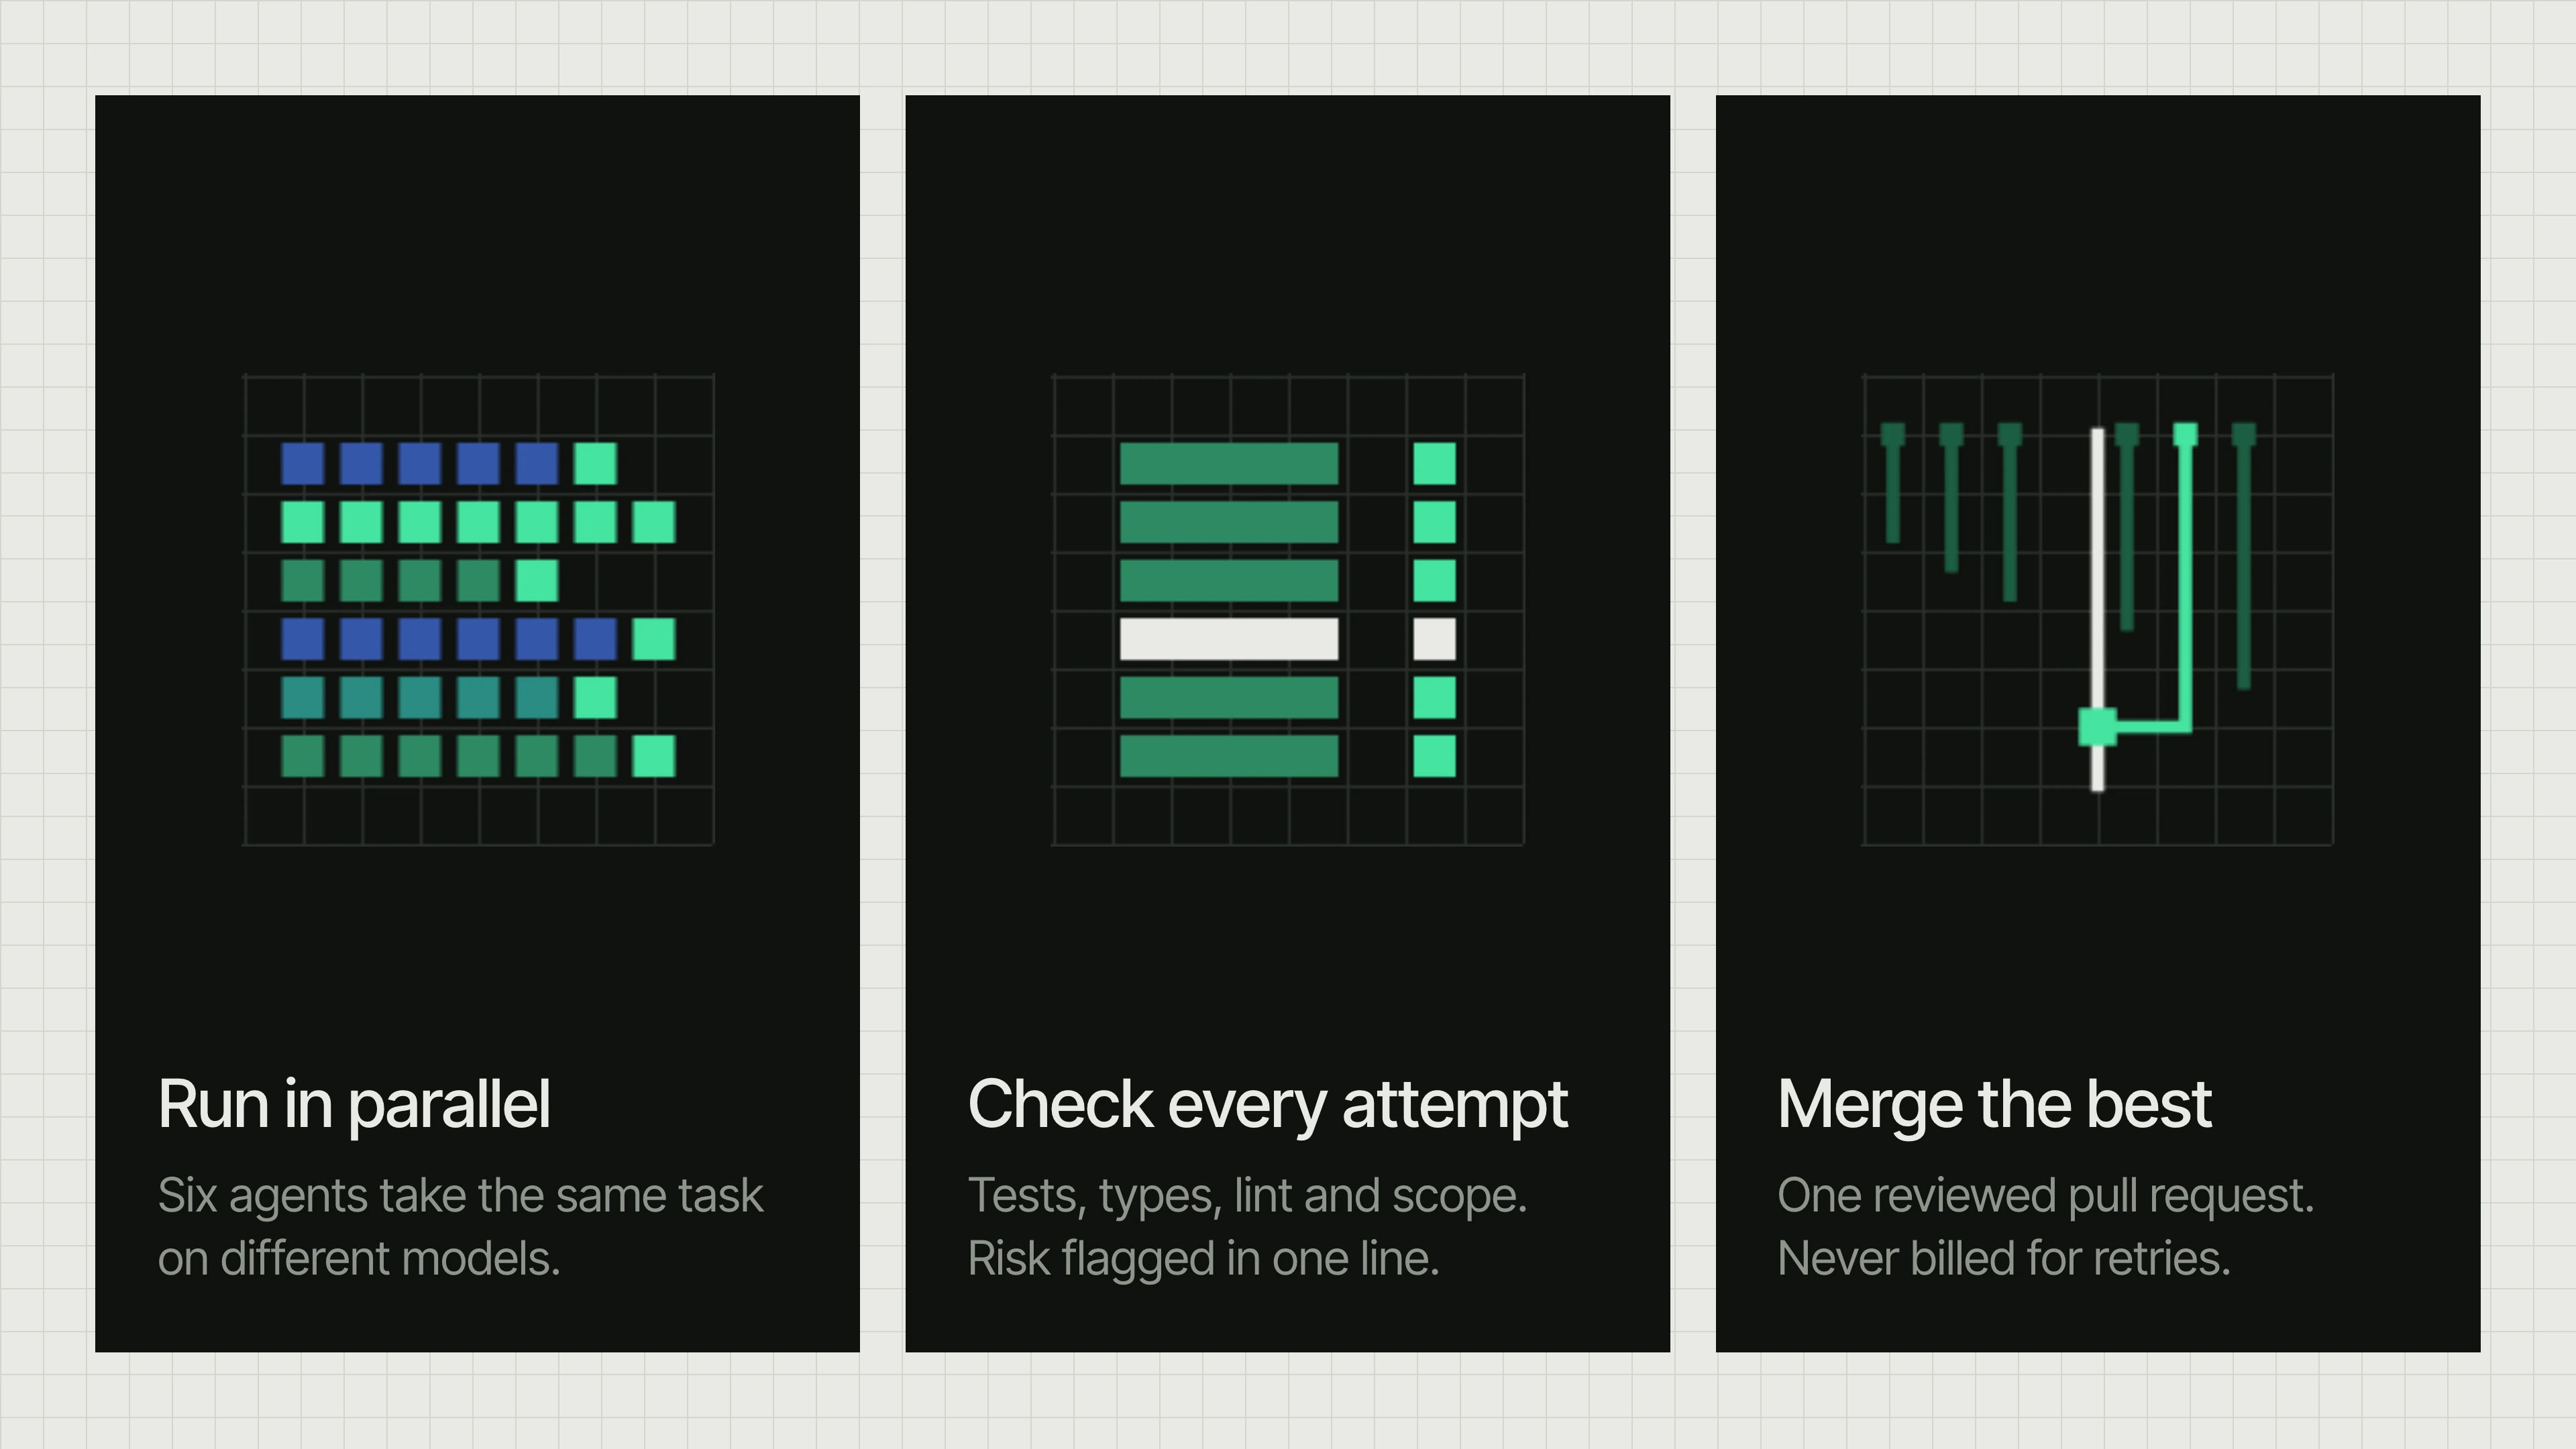 Run in parallel
Six agents take the same task
on different models.
Check every attempt
Tests, types, lint and scope.
Risk flagged in one line.
Merge the best
One reviewed pull request.
Never billed for retries.